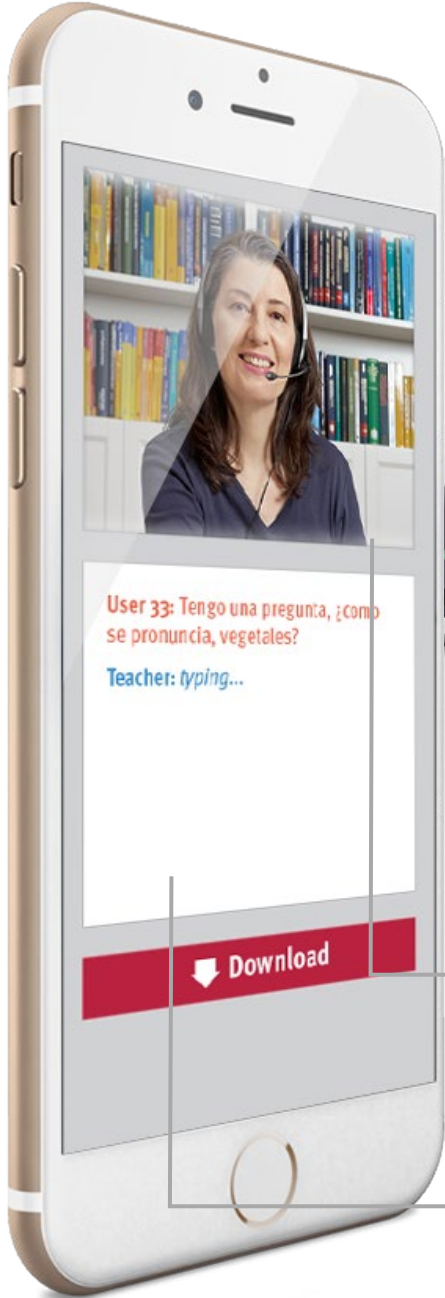 User 33: Tengo una pregunta, ¿como
se pronuncia, vegetales?
Teacher: typing...
Download